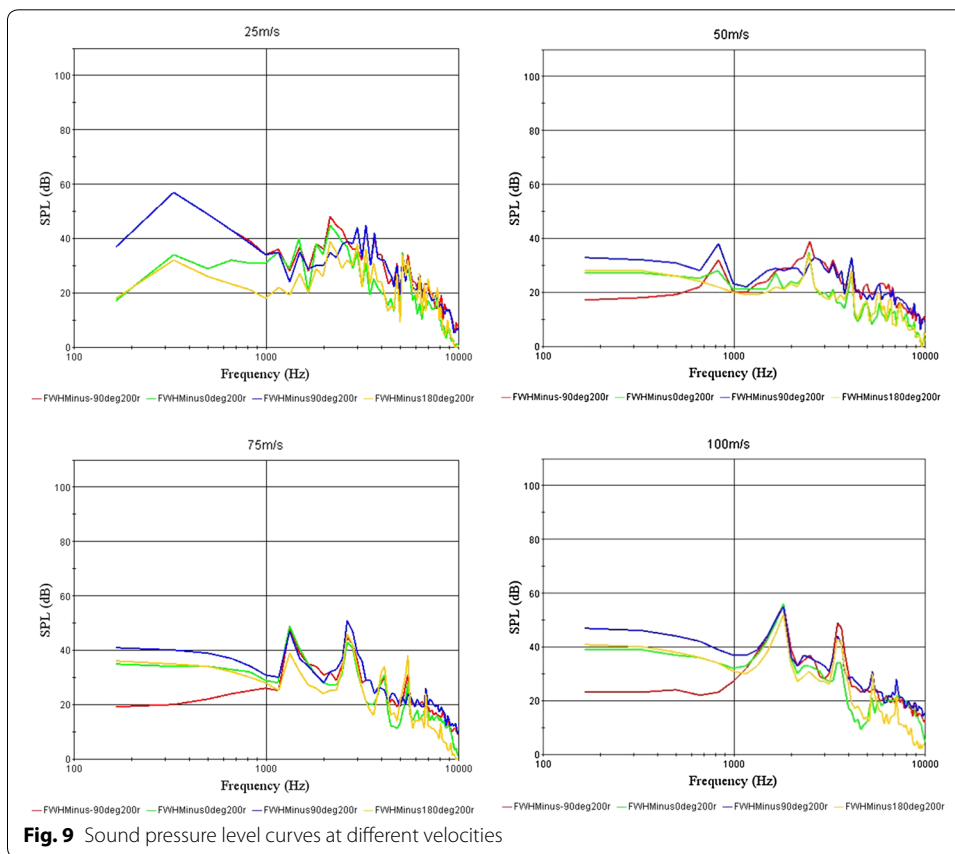 25m/s
100
80
60
40
20
0
SPL (dB)
100 1000 10000
Frequency (Hz)
FWHMinus-90deg200r FWHMinus0deg200r FWHMinus90deg200r FWHMinus180deg200r
50m/s
100
80
60
40
20
0
SPL (dB)
100 1000 10000
Frequency (Hz)
FWHMinus-90deg200r FWHMinus0deg200r FWHMinus90deg200r FWHMinus180deg200r
75m/s
100
80
60
40
20
0
SPL (dB)
100 1000 10000
Frequency (Hz)
FWHMinus-90deg200r FWHMinus0deg200r FWHMinus90deg200r FWHMinus180deg200r
100m/s
100
80
60
40
20
0
SPL (dB)
100 1000 10000
Frequency (Hz)
FWHMinus-90deg200r FWHMinus0deg200r FWHMinus90deg200r FWHMinus180deg200r
Fig. 9 Sound pressure level curves at different velocities